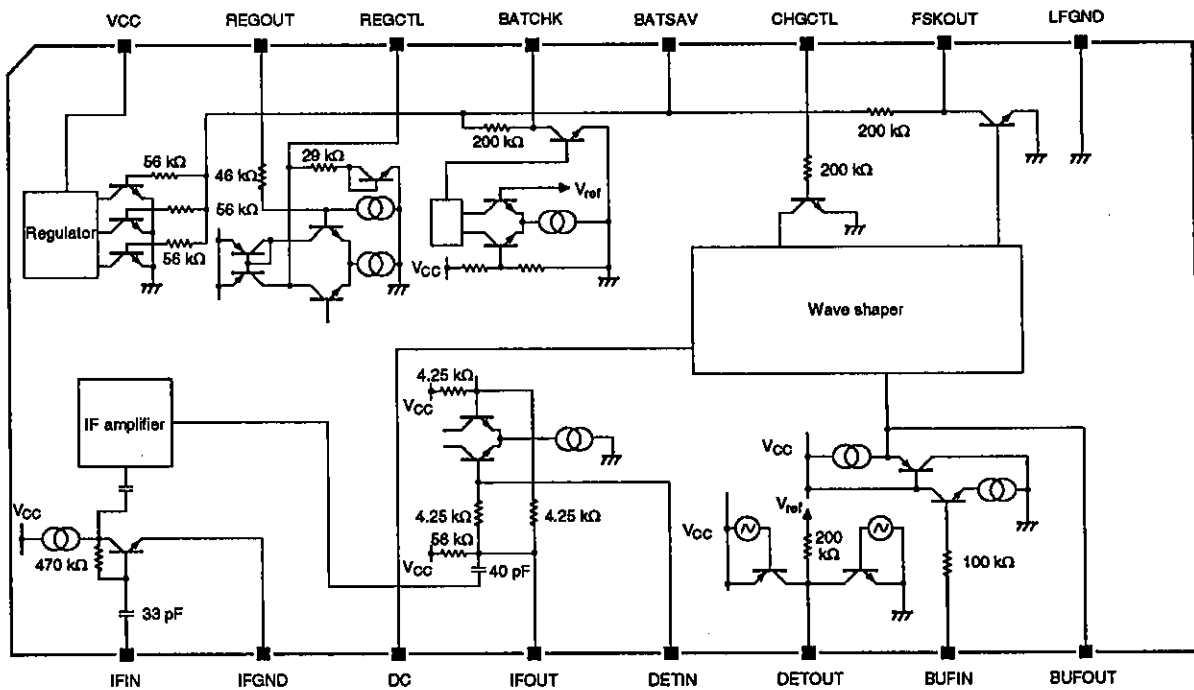 VCC REGOUT REGCTL BATCHK BATSAV CHGCTL FSKOUT LFGND
200 kΩ
200 kΩ
56 kΩ
46 kΩ
29 kΩ
200 kΩ
Vref
56 kΩ
Regulator
56 kΩ
VCC
Wave shaper
4.25 kΩ
VCC
IF amplifier
VCC
VCC
4.25 kΩ
4.25 kΩ
Vref
VCC
470 kΩ
56 kΩ
VCC
40 pF
200 kΩ
100 kΩ
33 pF
IFIN IFGND DC IFOUT DETIN DETOUT BUFIN BUFOUT